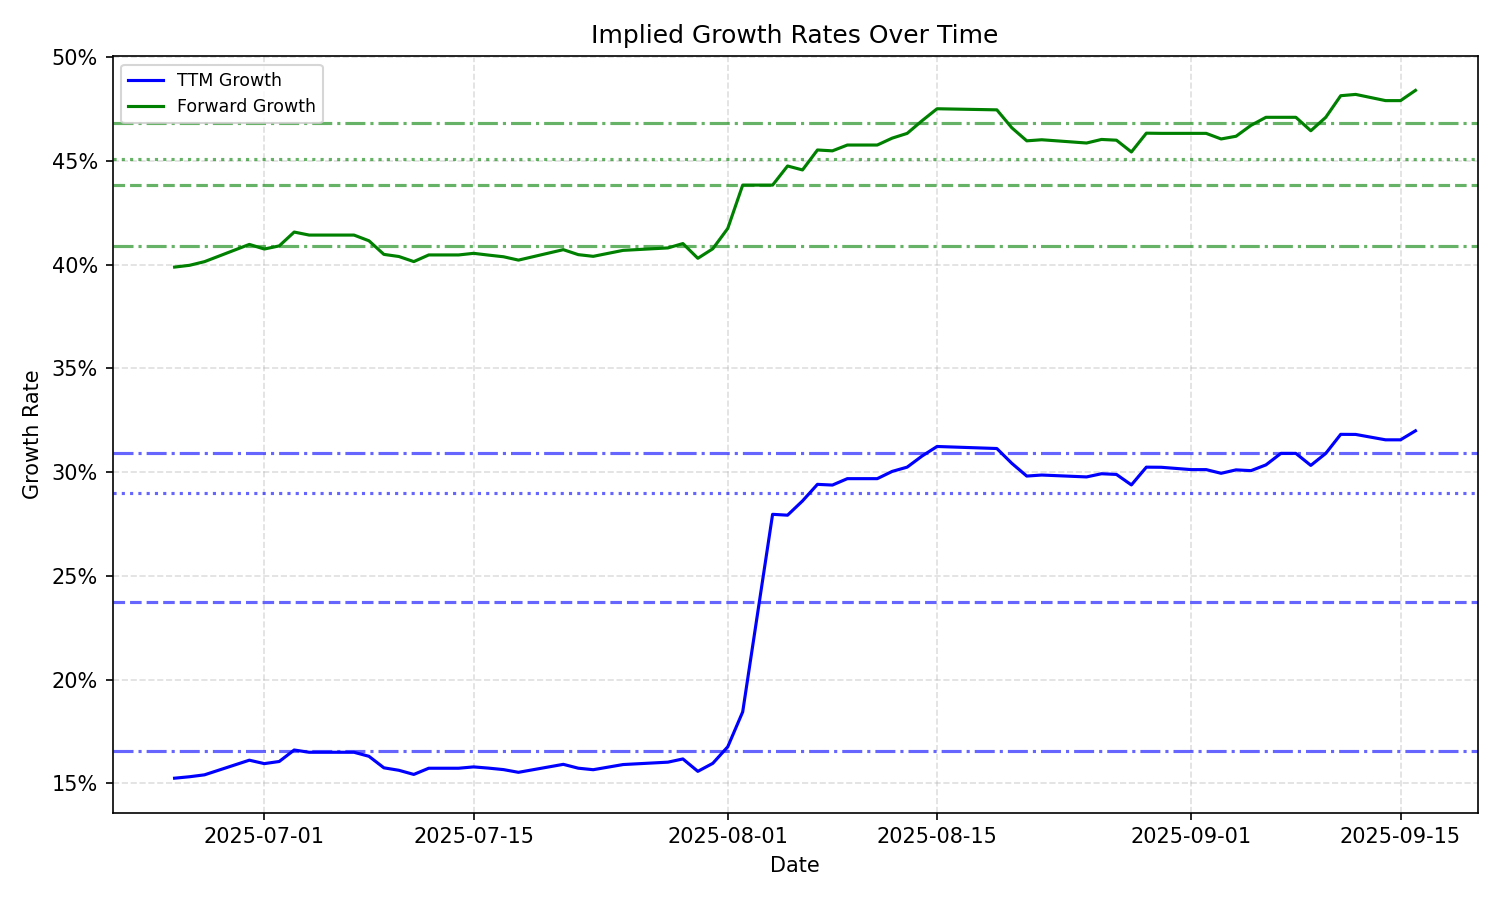 Implied Growth Rates Over Time
TTM Growth
Forward Growth
Growth Rate
50%
45%
40%
35%
30%
25%
20%
15%
2025-07-01 2025-07-15 2025-08-01 2025-08-15 2025-09-01 2025-09-15
Date